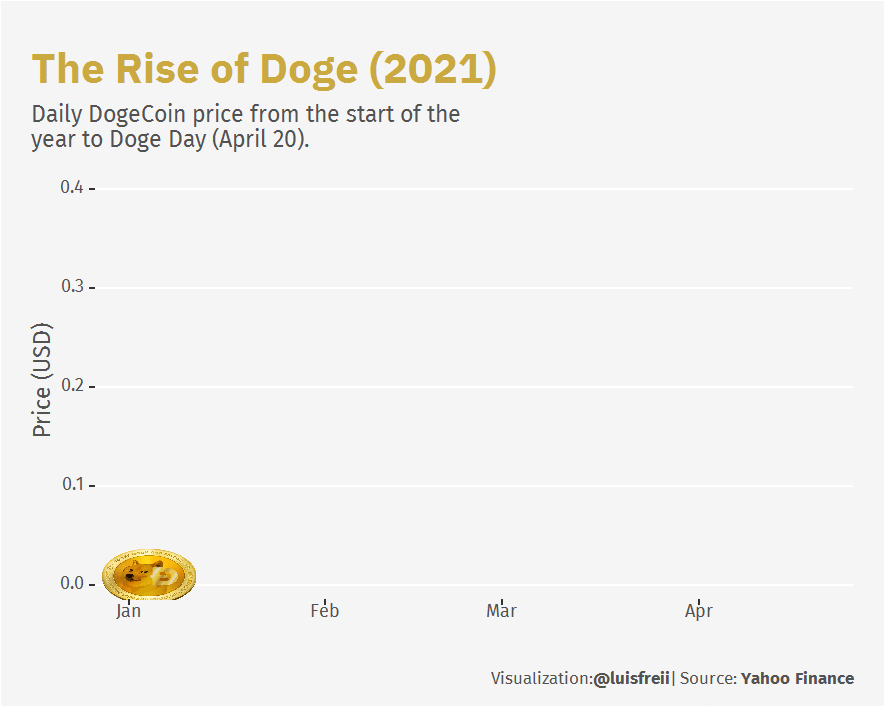 The Rise of Doge (2021)
Daily DogeCoin price from the start of the
year to Doge Day (April 20).
0.4
0.3
0.2
0.1
0.0
Price (USD)
Jan Feb Mar Apr
Visualization:@luisfreii| Source: Yahoo Finance